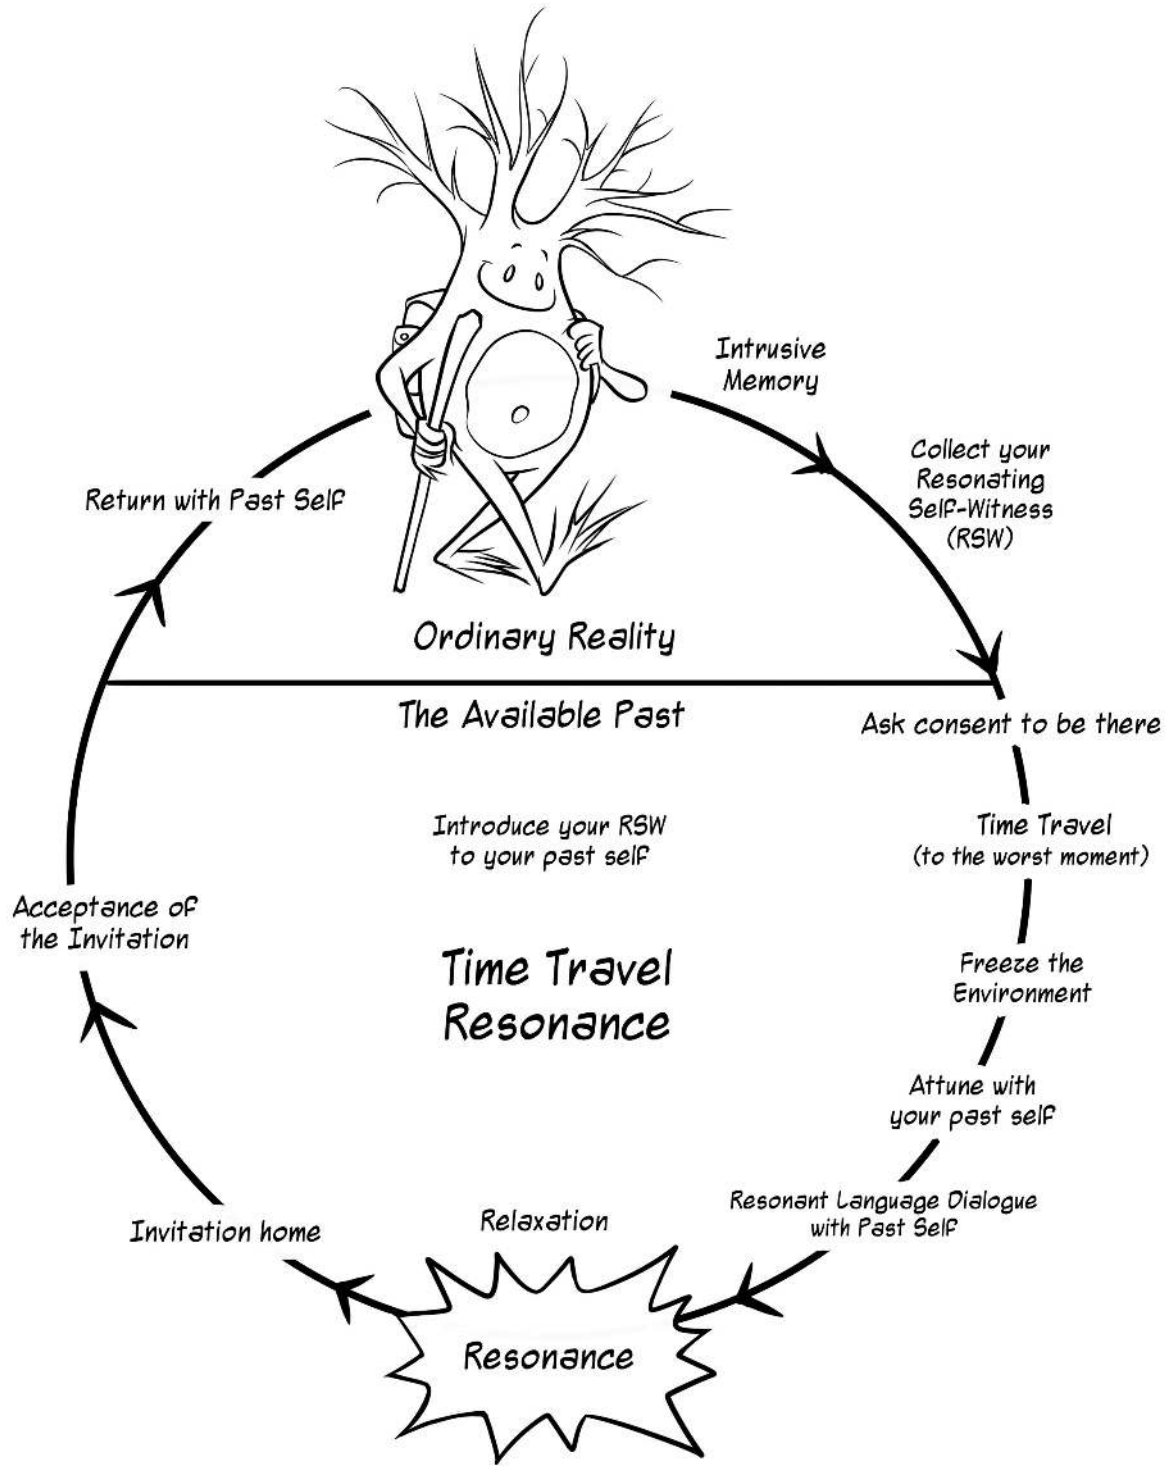 Intrusive
Memory
Collect your
Resonating
Self-Witness
(RSW)
Return with Past Self
Ordinary Reality
The Available Past
Ask consent to be there
Introduce your RSW
to your past self
Time Travel
(to the worst moment)
Acceptance of
the Invitation
Time Travel
Resonance
Freeze the
Environment
Attune with
your past self
Resonant Language Dialogue
with Past Self
Relaxation
Invitation home
Resonance